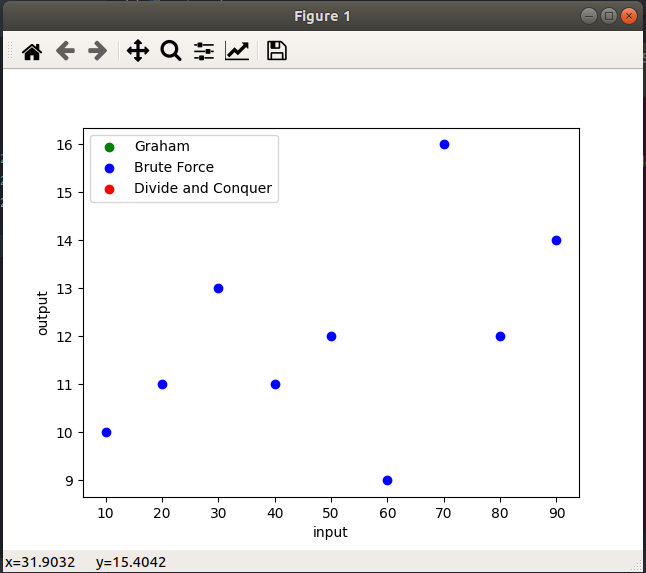 Figure 1
Graham
Brute Force
Divide and Conquer
16
15
14
13
12
11
10
9
output
10 20 30 40 50 60 70 80 90
input
x=31.9032 y=15.4042